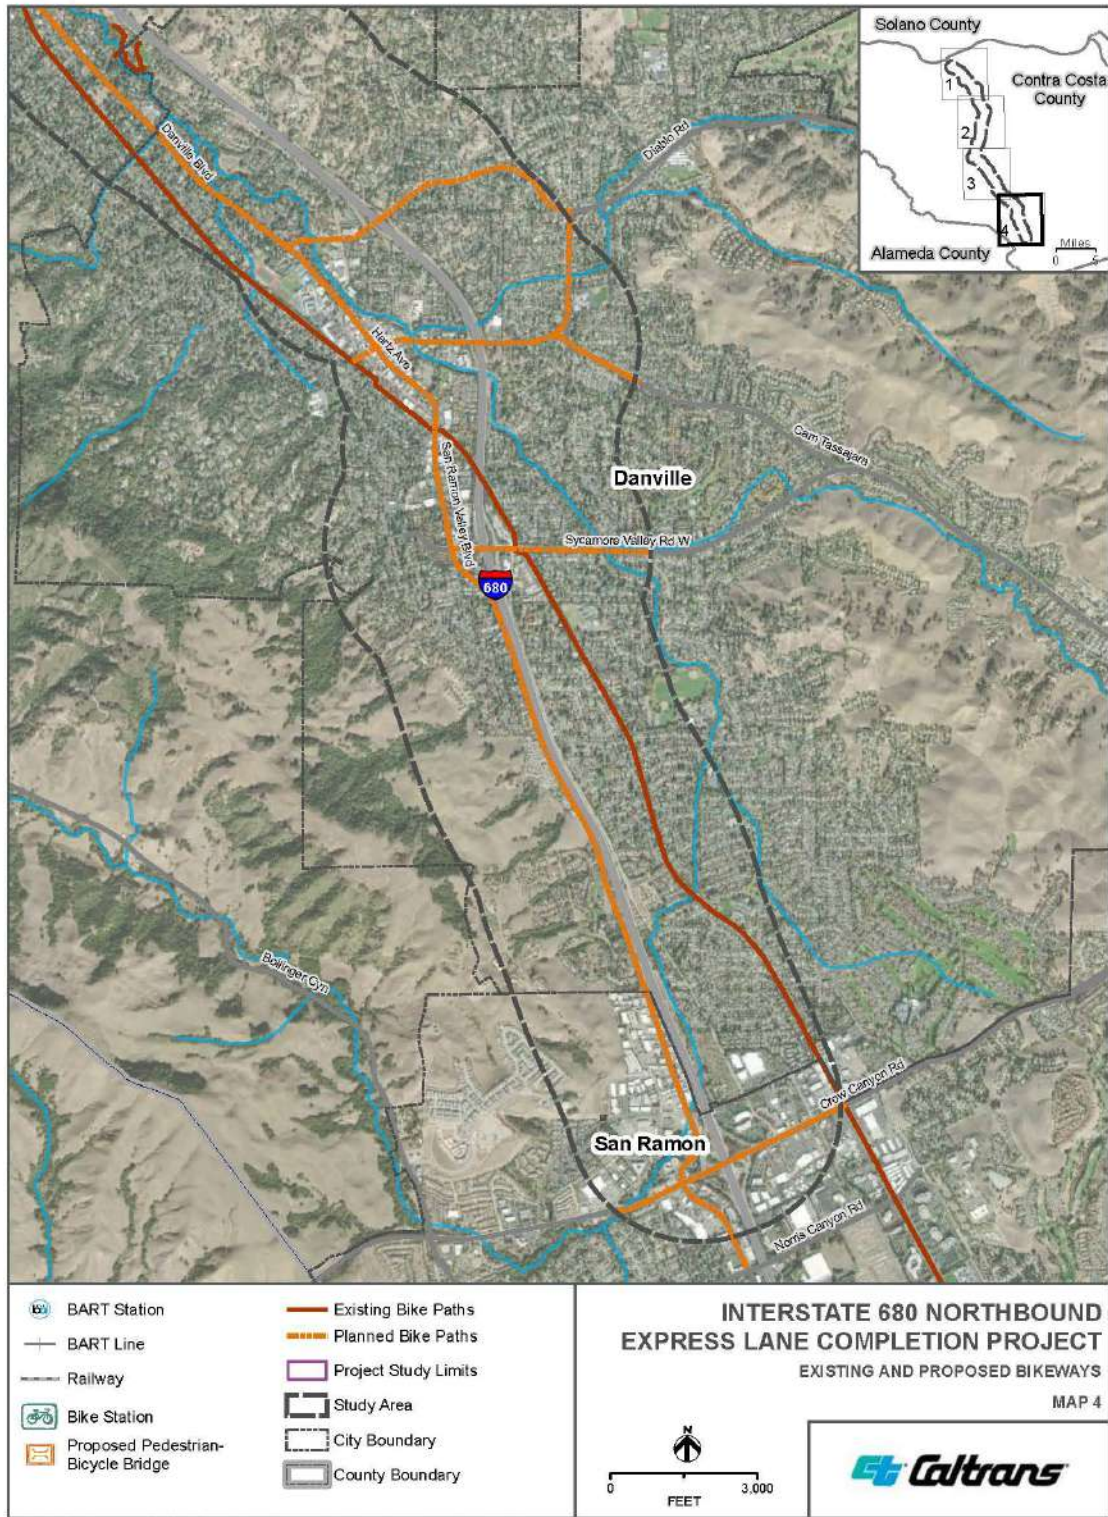 Solano County
Contra Costa
County
1
2
3
4
Miles
0 5
Alameda County
Diablo Rd
Danville Blvd
Hartz Ave
Cam Tassajara
San Ramon Valley Blvd
Danville
Sycamore Valley Rd W
680
Bollinger Cyn
Crow Canyon Rd
San Ramon
Norris Canyon Rd
BART Station
BART Line
Railway
Bike Station
Proposed Pedestrian-
Bicycle Bridge
Existing Bike Paths
Planned Bike Paths
Project Study Limits
Study Area
City Boundary
County Boundary
INTERSTATE 680 NORTHBOUND
EXPRESS LANE COMPLETION PROJECT
EXISTING AND PROPOSED BIKEWAYS
MAP 4
N
0 3,000
FEET
ct Caltrans